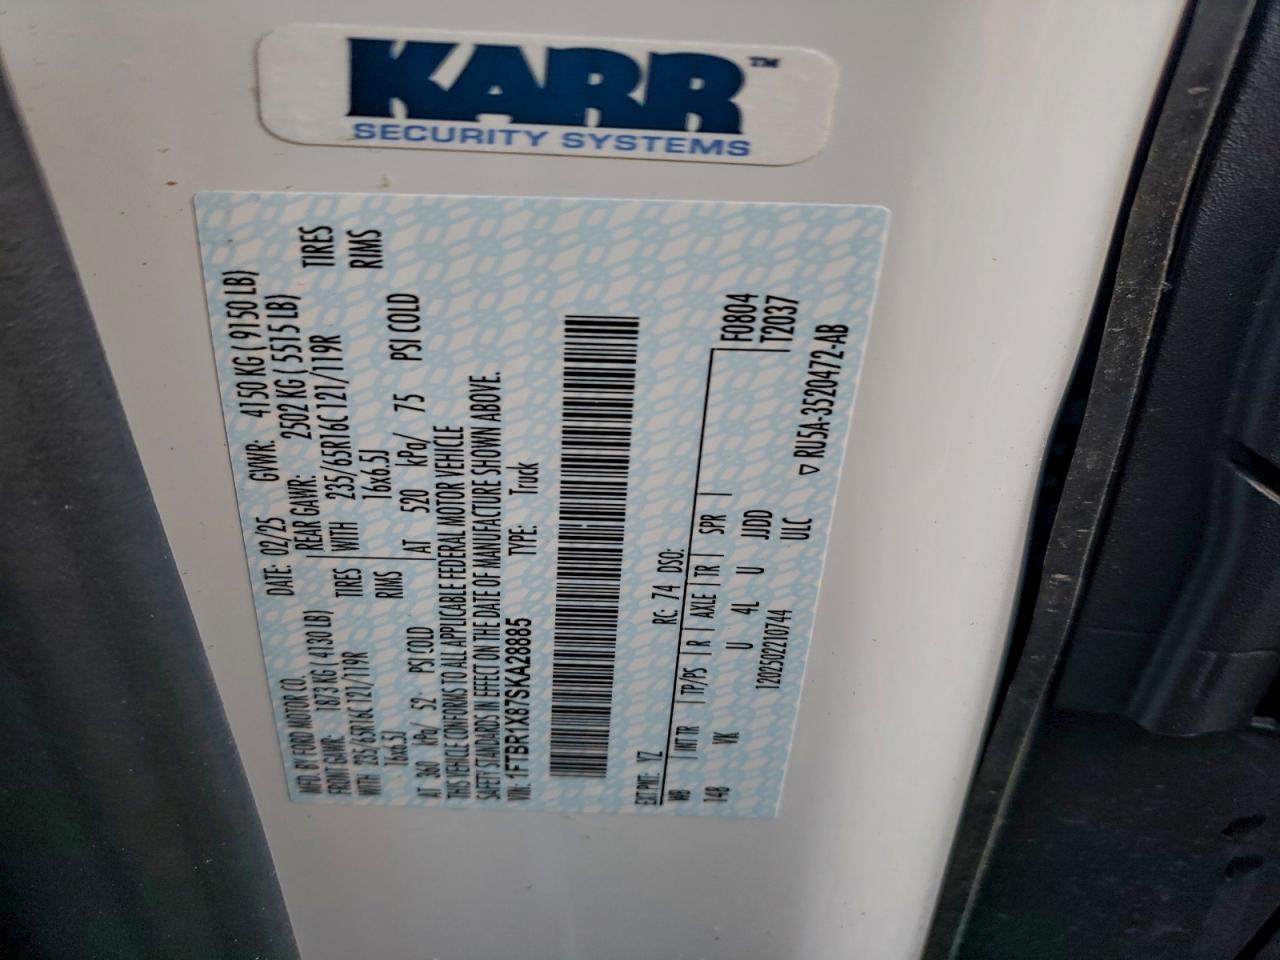 KARR™
SECURITY SYSTEMS
MFD. BY FORD MOTOR CO. DATE: 02/25 GVWR: 4150 KG ( 9150 LB)
FRONT GAWR: 1873 KG ( 4130 LB) REAR GAWR: 2502 KG ( 5515 LB)
WITH 235/65R16C 121/119R TIRES WITH 235/65R16C 121/119R TIRES
16x6.5J RIMS 16x6.5J RIMS
AT 360 kPa/ 52 PSI COLD AT 520 kPa/ 75 PSI COLD
THIS VEHICLE CONFORMS TO ALL APPLICABLE FEDERAL MOTOR VEHICLE
SAFETY STANDARDS IN EFFECT ON THE DATE OF MANUFACTURE SHOWN ABOVE.
VIN: 1FTBR1X87SKA28885 TYPE: Truck
EXT PNT: YZ RC: 74 DSO: F0804
T2037
WB INT TR TP/PS R AXLE TR SPR
148 VK U 4L U JJDD
1202502210744 ULC
▽ RU5A-3520472-AB